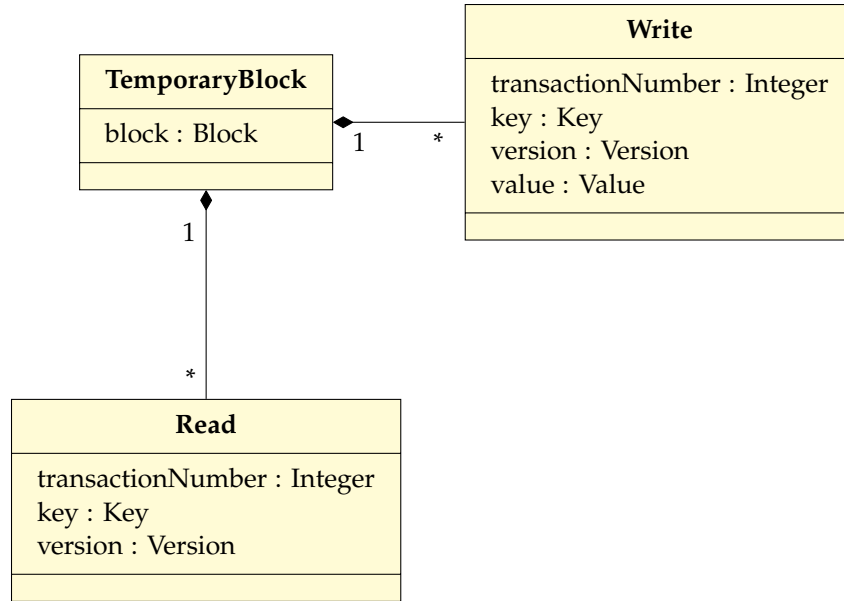 Write
transactionNumber : Integer
key : Key
version : Version
value : Value
TemporaryBlock
block : Block
1
*
1
*
Read
transactionNumber : Integer
key : Key
version : Version